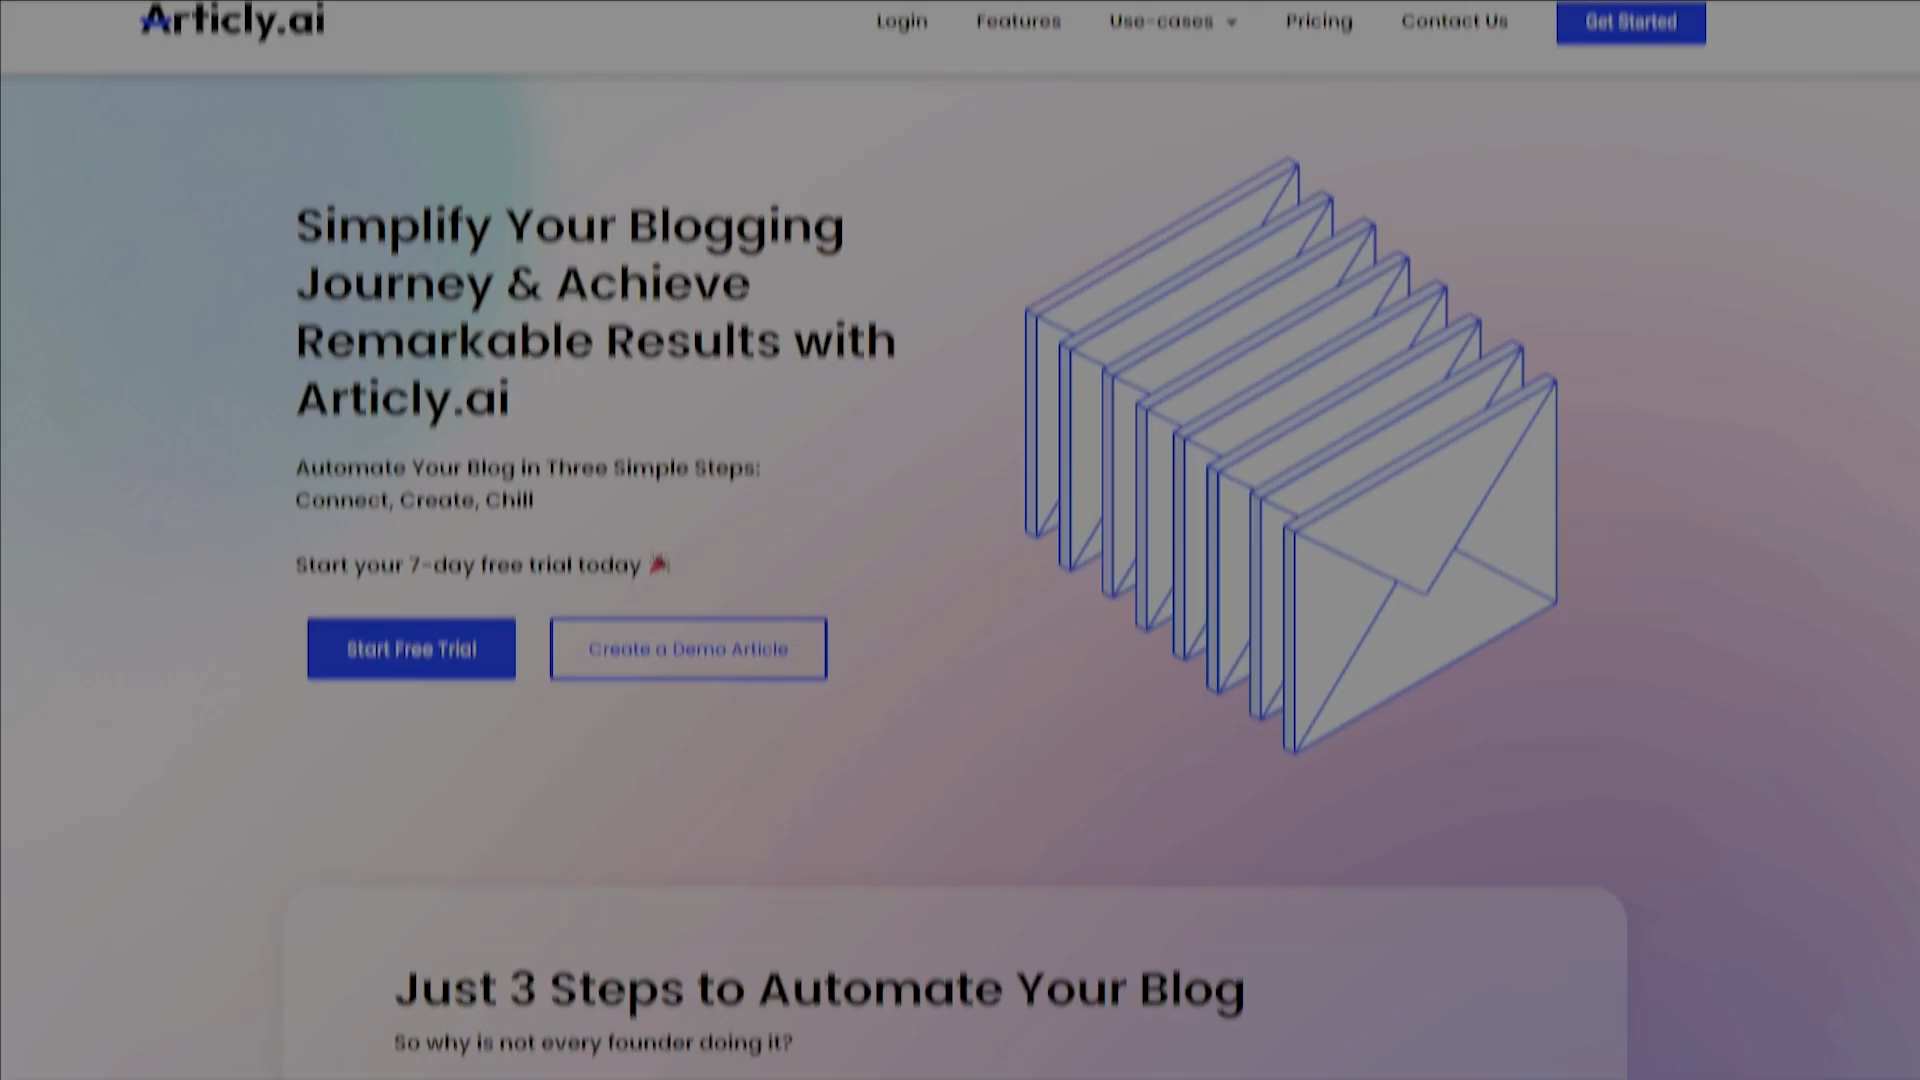 Articly.ai
Login Features Use-cases Pricing Contact Us Get Started
Simplify Your Blogging
Journey & Achieve
Remarkable Results with
Articly.ai
Automate Your Blog in Three Simple Steps:
Connect, Create, Chill
Start your 7-day free trial today 🎉
Start Free Trial Create a Demo Article
Just 3 Steps to Automate Your Blog
So why is not every founder doing it?